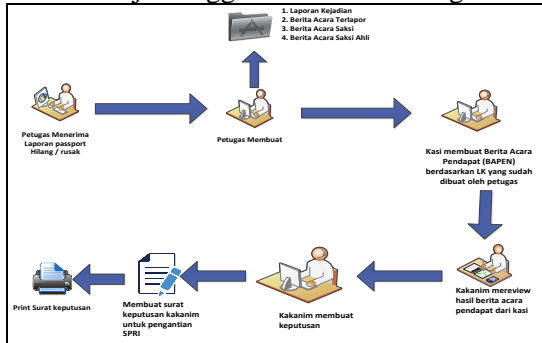 1. Laporan Kejadian
2. Berita Acara Terlapor
3. Berita Acara Saksi
4. Berita Acara Saksi Ahli
Petugas Menerima
Laporan passport
Hilang / rusak
Petugas Membuat
Kasi membuat Berita Acara
Pendapat (BAPEN)
berdasarkan LK yang sudah
dibuat oleh petugas
Kakanim mereview
hasil berita acara
pendapat dari kasi
Kakanim membuat
keputusan
Membuat surat
keputusan kakanim
untuk pengantian
SPRI
Print Surat keputusan